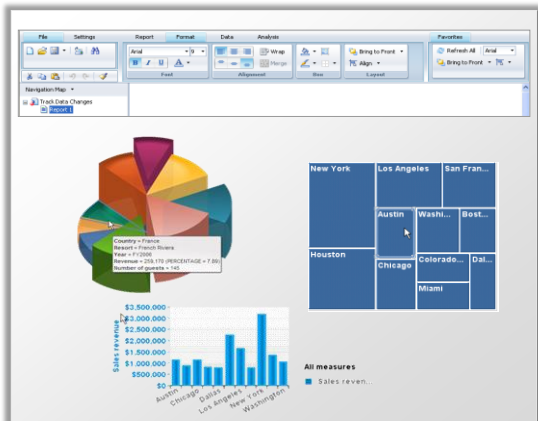 File Settings Report Format Data Analysis Favorites
Arial 9 Wrap Bring to Front Refresh All Arial
B I U A Merge Align Bring to Front
Font Alignment Size Layout
Navigation Map
Track Data Changes
Report 1
New York Los Angeles San Fran...
Austin Washi... Bost...
Country = France
Resort = French Riviera
Year = FY2006
Revenue = 259,170 (PERCENTAGE = 7.89)
Number of guests = 145
Houston Chicago Colorado... Dal...
Miami
$3,500,000
$3,000,000
$2,500,000
$2,000,000
$1,500,000
$1,000,000
$500,000
$0
Sales revenue
Austin Chicago Dallas Los Angeles New York Washington
All measures
Sales reven...